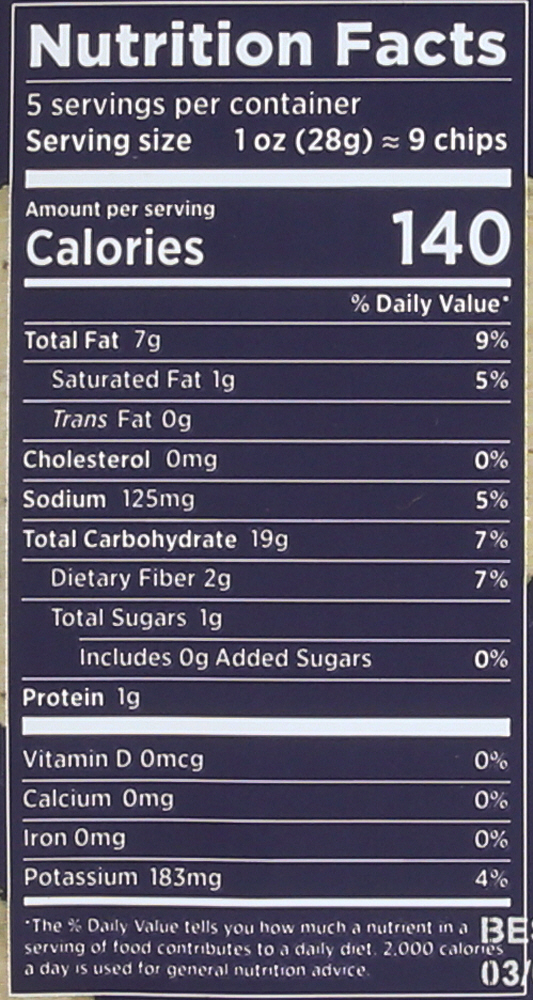 Nutrition Facts
5 servings per container
Serving size 1 oz (28g) ≈ 9 chips
Amount per serving
Calories 140
% Daily Value*
Total Fat 7g 9%
Saturated Fat 1g 5%
Trans Fat 0g
Cholesterol 0mg 0%
Sodium 125mg 5%
Total Carbohydrate 19g 7%
Dietary Fiber 2g 7%
Total Sugars 1g
Includes 0g Added Sugars 0%
Protein 1g
Vitamin D 0mcg 0%
Calcium 0mg 0%
Iron 0mg 0%
Potassium 183mg 4%
*The % Daily Value tells you how much a nutrient in a
serving of food contributes to a daily diet. 2,000 calories
a day is used for general nutrition advice.
03/